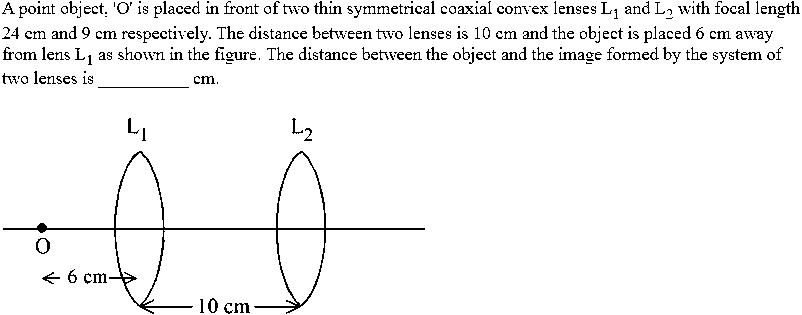 A point object, 'O' is placed in front of two thin symmetrical coaxial convex lenses L₁ and L₂ with focal length
24 cm and 9 cm respectively. The distance between two lenses is 10 cm and the object is placed 6 cm away
from lens L₁ as shown in the figure. The distance between the object and the image formed by the system of
two lenses is __________ cm.
L₁ L₂
O
6 cm
10 cm